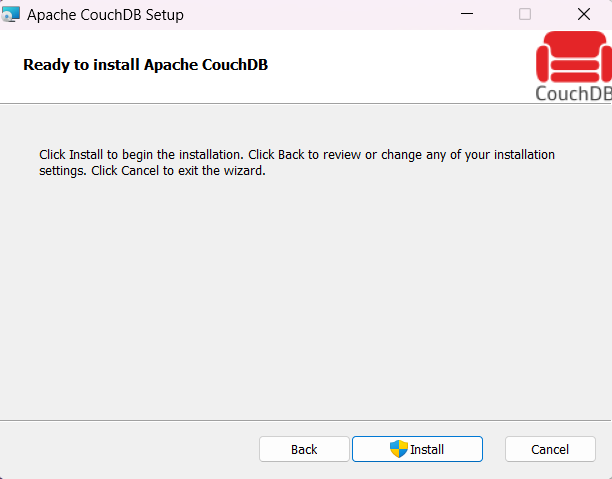 Apache CouchDB Setup
Ready to install Apache CouchDB
CouchDB
Click Install to begin the installation. Click Back to review or change any of your installation
settings. Click Cancel to exit the wizard.
Back
Install
Cancel